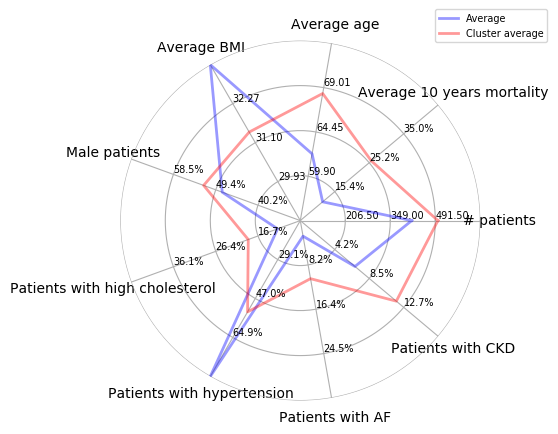 Average
Cluster average
Average age
Average BMI
69.01
Average 10 years mortality
32.27
64.45
35.0%
31.10
Male patients
25.2%
58.5%
59.90
29.93
49.4%
15.4%
40.2%
206.50
349.00
491.50
# patients
16.7%
26.4%
4.2%
36.1%
29.1%
8.2%
8.5%
Patients with high cholesterol
47.0%
16.4%
12.7%
64.9%
24.5%
Patients with CKD
Patients with hypertension
Patients with AF